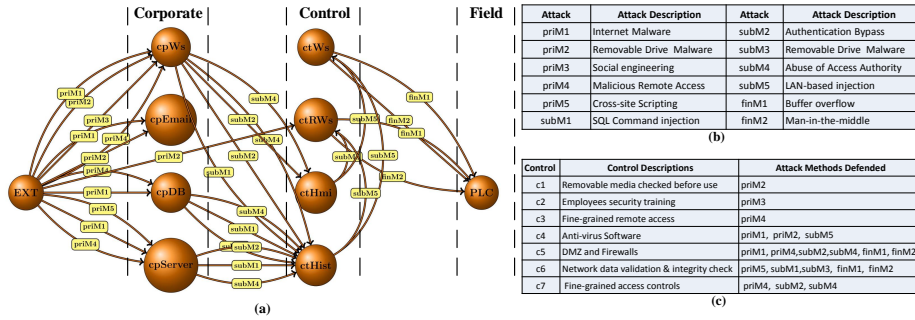 Corporate
Control
Field
(a)
cpWs
cpEmain
cpDB
cpServer
EXT
ctWs
ctRWs
ctHmi
ctHist
PLC
priM1
priM2
priM3
priM1
priM4
priM2
priM4
priM2
priM1
priM5
priM1
priM4
subM4
subM2
subM4
subM2
subM1
subM4
subM1
subM2
subM1
subM4
subM5
subM5
subM5
finM1
finM2
finM1
finM2
Attack Attack Description Attack Attack Description
priM1 Internet Malware subM2 Authentication Bypass
priM2 Removable Drive Malware subM3 Removable Drive Malware
priM3 Social engineering subM4 Abuse of Access Authority
priM4 Malicious Remote Access subM5 LAN-based injection
priM5 Cross-site Scripting finM1 Buffer overflow
subM1 SQL Command injection finM2 Man-in-the-middle
(b)
Control Control Descriptions Attack Methods Defended
c1 Removable media checked before use priM2
c2 Employees security training priM3
c3 Fine-grained remote access priM4
c4 Anti-virus Software priM1, priM2, subM5
c5 DMZ and Firewalls priM1, priM4,subM2,subM4, finM1, finM2
c6 Network data validation & integrity check priM5, subM1,subM3, finM1, finM2
c7 Fine-grained access controls priM4, subM2, subM4
(c)